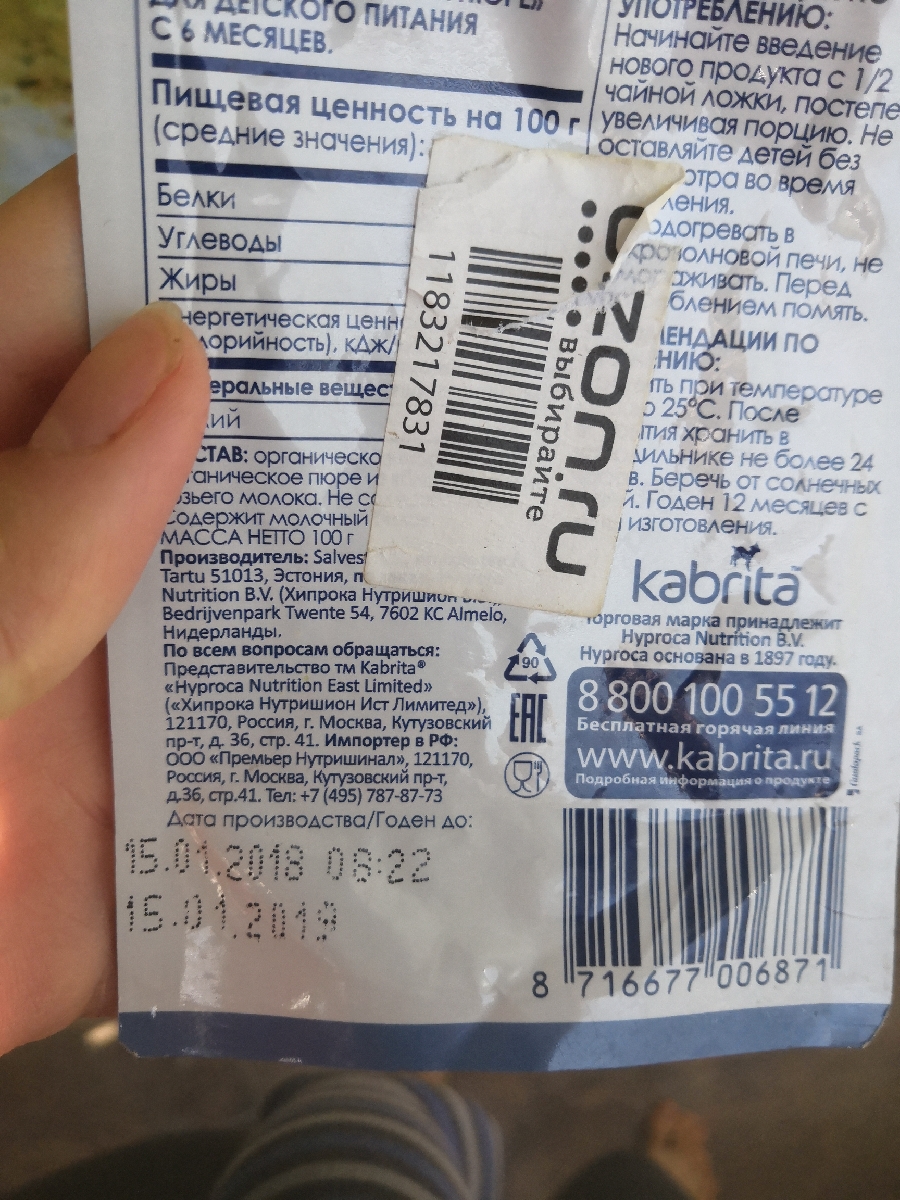 ДЛЯ ДЕТСКОГО ПИТАНИЯ
С 6 МЕСЯЦЕВ.
Пищевая ценность на 100 г
(средние значения):
Белки
Углеводы
Жиры
нергетическая ценн
лорийность), кДж/
еральные вещес
ий
СТАВ: органическо
ганическое пюре и
зьего молока. Не со
Содержит молочный
МАССА НЕТТО 100 г
Производитель: Salvest
Tartu 51013, Эстония, п
Nutrition B.V. (Хипрока Нутришион
Bedrijvenpark Twente 54, 7602 KC Almelo,
Нидерланды.
По всем вопросам обращаться:
Представительство тм Kabrita®
«Hyproca Nutrition East Limited»
(«Хипрока Нутришион Ист Лимитед»),
121170, Россия, г. Москва, Кутузовский
пр-т, д. 36, стр. 41. Импортер в РФ:
ООО «Премьер Нутришинал», 121170,
Россия, г. Москва, Кутузовский пр-т,
д.36, стр.41. Тел: +7 (495) 787-87-73
Дата производства/Годен до:
15.01.2018 06:22
15.01.2019
УПОТРЕБЛЕНИЮ:
Начинайте введение
нового продукта с 1/2
чайной ложки, постепе
увеличивая порцию. Не
оставляйте детей без
отра во время
ления.
одогревать в
кроволновой печи, не
аживать. Перед
блением помять.
ЕНДАЦИИ ПО
НИЮ:
ть при температуре
о 25°С. После
тия хранить в
дильнике не более 24
в. Беречь от солнечных
й. Годен 12 месяцев с
изготовления.
kabrita
Торговая марка принадлежит
Hyproca Nutrition B.V.
Hyproca основана в 1897 году.
90
EAC
8 800 100 55 12
Бесплатная горячая линия
www.kabrita.ru
Подробная информация о продукте
8 716677 006871
1183217831
выбирайте
ozon.ru